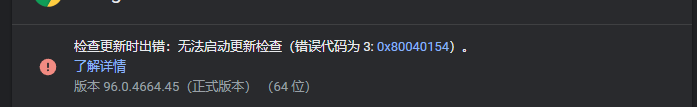 检查更新时出错：无法启动更新检查（错误代码为 3: 0x80040154）。
了解详情
版本 96.0.4664.45（正式版本） （64 位）